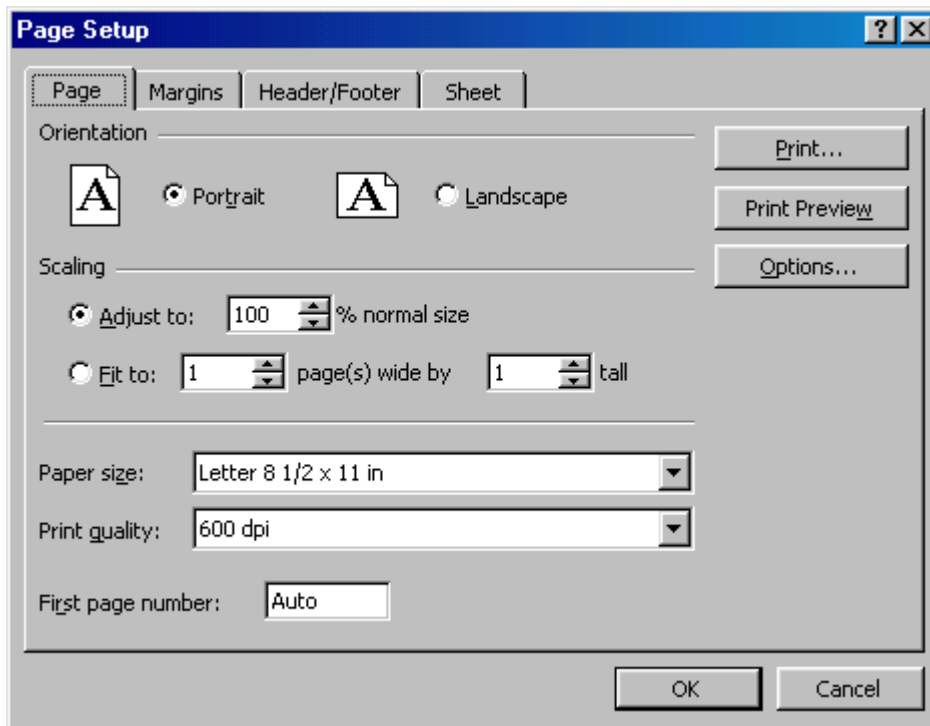 Page Setup
Page Margins Header/Footer Sheet
Orientation
A Portrait A Landscape
Print...
Print Preview
Options...
Scaling
Adjust to: 100 % normal size
Fit to: 1 page(s) wide by 1 tall
Paper size: Letter 8 1/2 x 11 in
Print quality: 600 dpi
First page number: Auto
OK Cancel